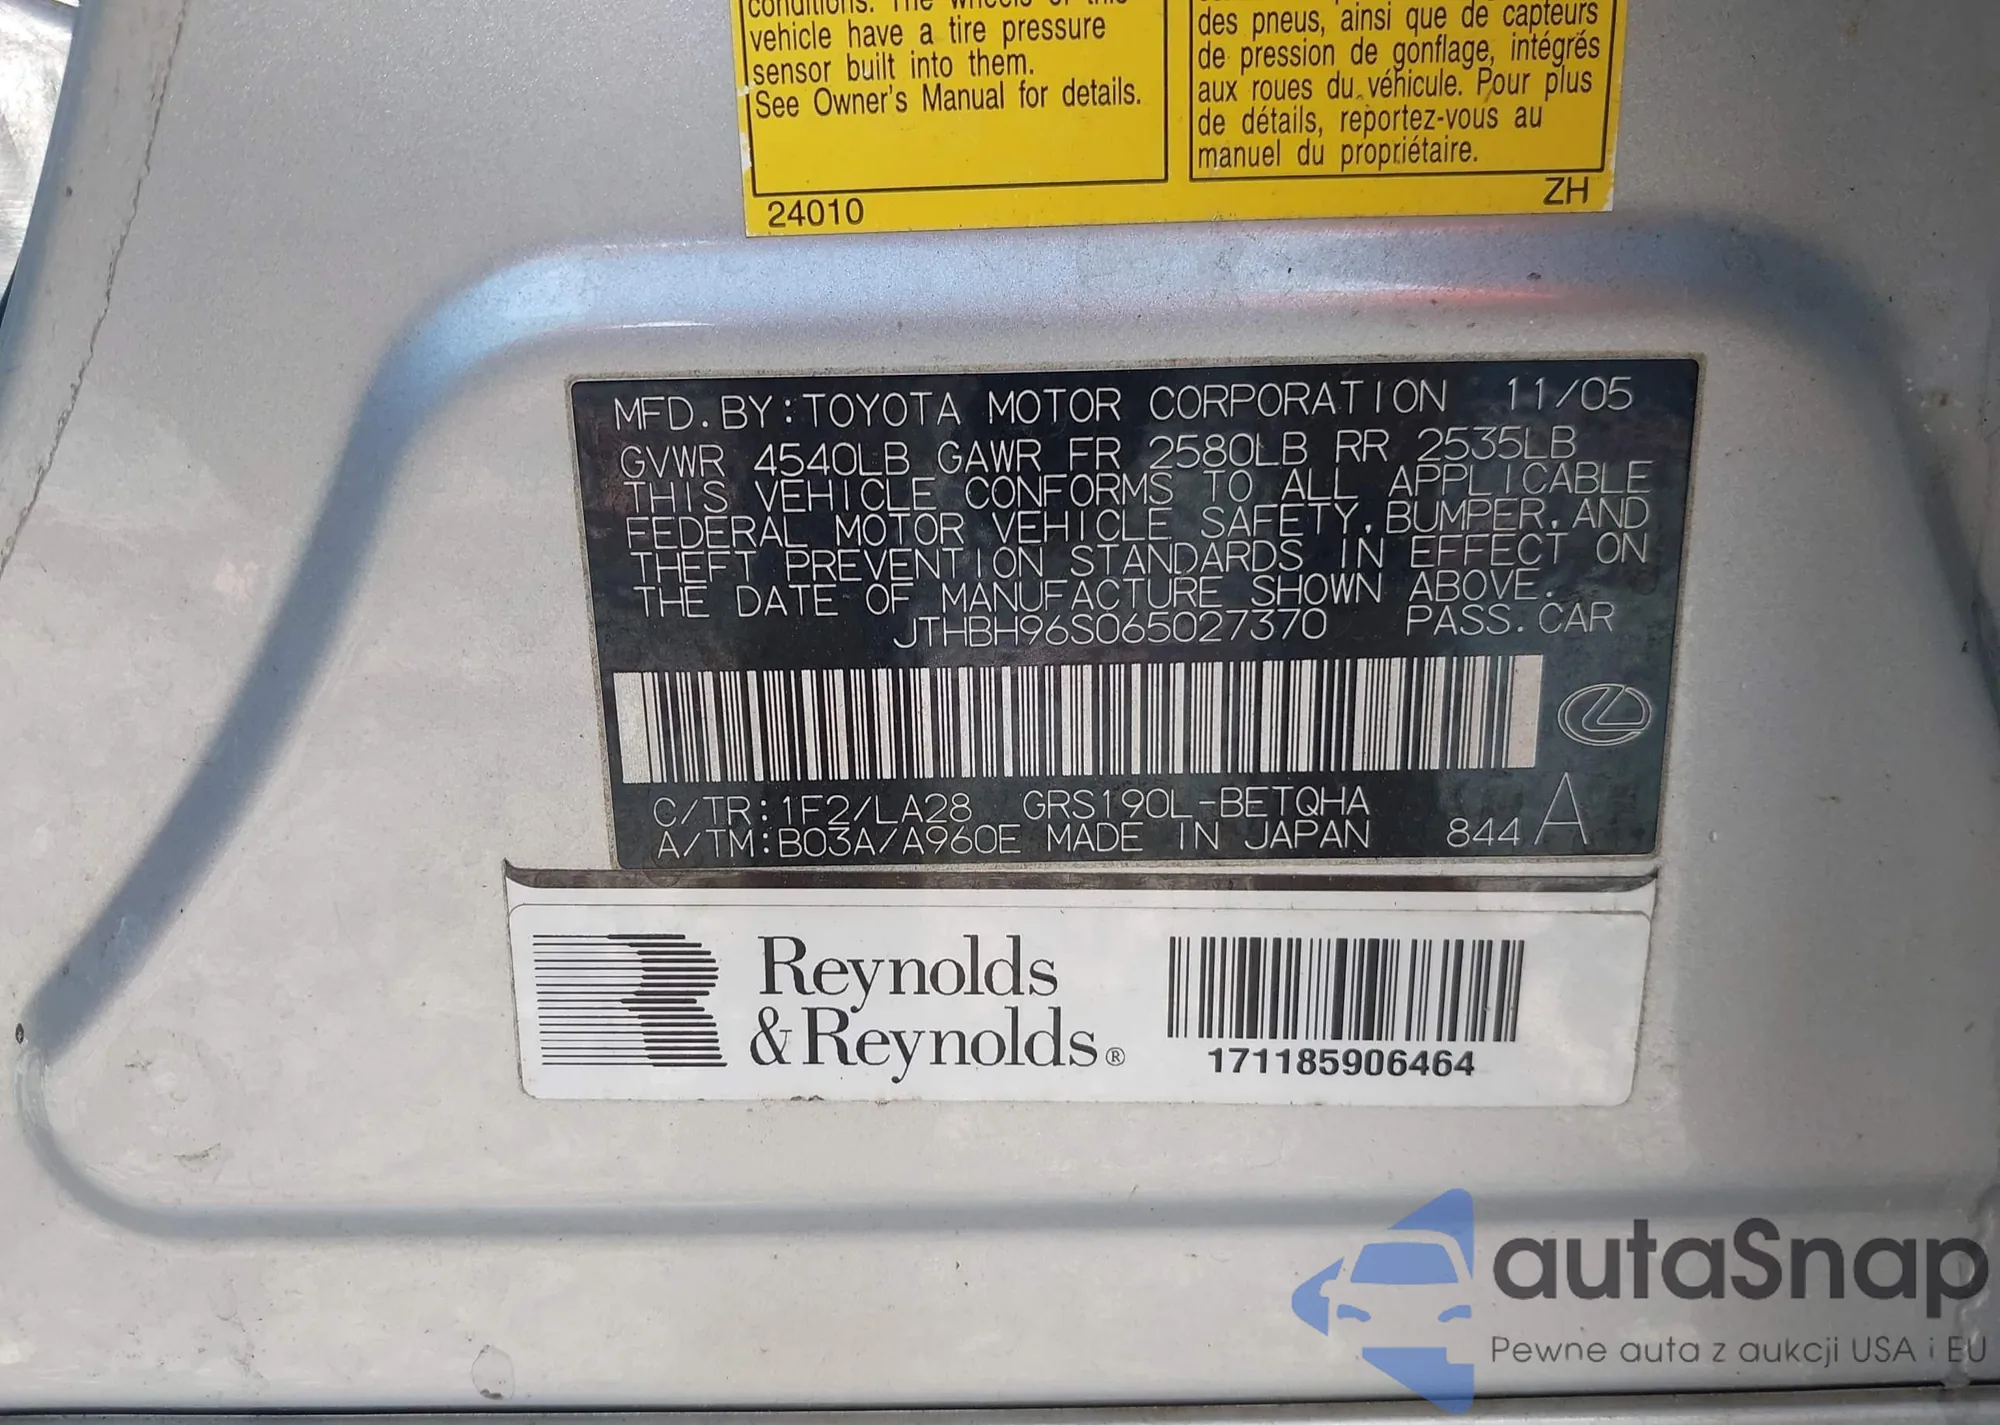 conditions. The wheels of this
vehicle have a tire pressure
sensor built into them.
See Owner's Manual for details.
des pneus, ainsi que de capteurs
de pression de gonflage, intégrés
aux roues du véhicule. Pour plus
de détails, reportez-vous au
manuel du propriétaire.
24010
ZH
MFD. BY:TOYOTA MOTOR CORPORATION 11/05
GVWR 4540LB GAWR FR 2580LB RR 2535LB
THIS VEHICLE CONFORMS TO ALL APPLICABLE
FEDERAL MOTOR VEHICLE SAFETY, BUMPER, AND
THEFT PREVENTION STANDARDS IN EFFECT ON
THE DATE OF MANUFACTURE SHOWN ABOVE.
JTHBH96S065027370 PASS. CAR
C/TR:1F2/LA28 GRS190L-BETQHA
A/TM:B03A/A960E MADE IN JAPAN 844 A
Reynolds
&Reynolds®
171185906464
autaSnap
Pewne auta z aukcji USA i EU